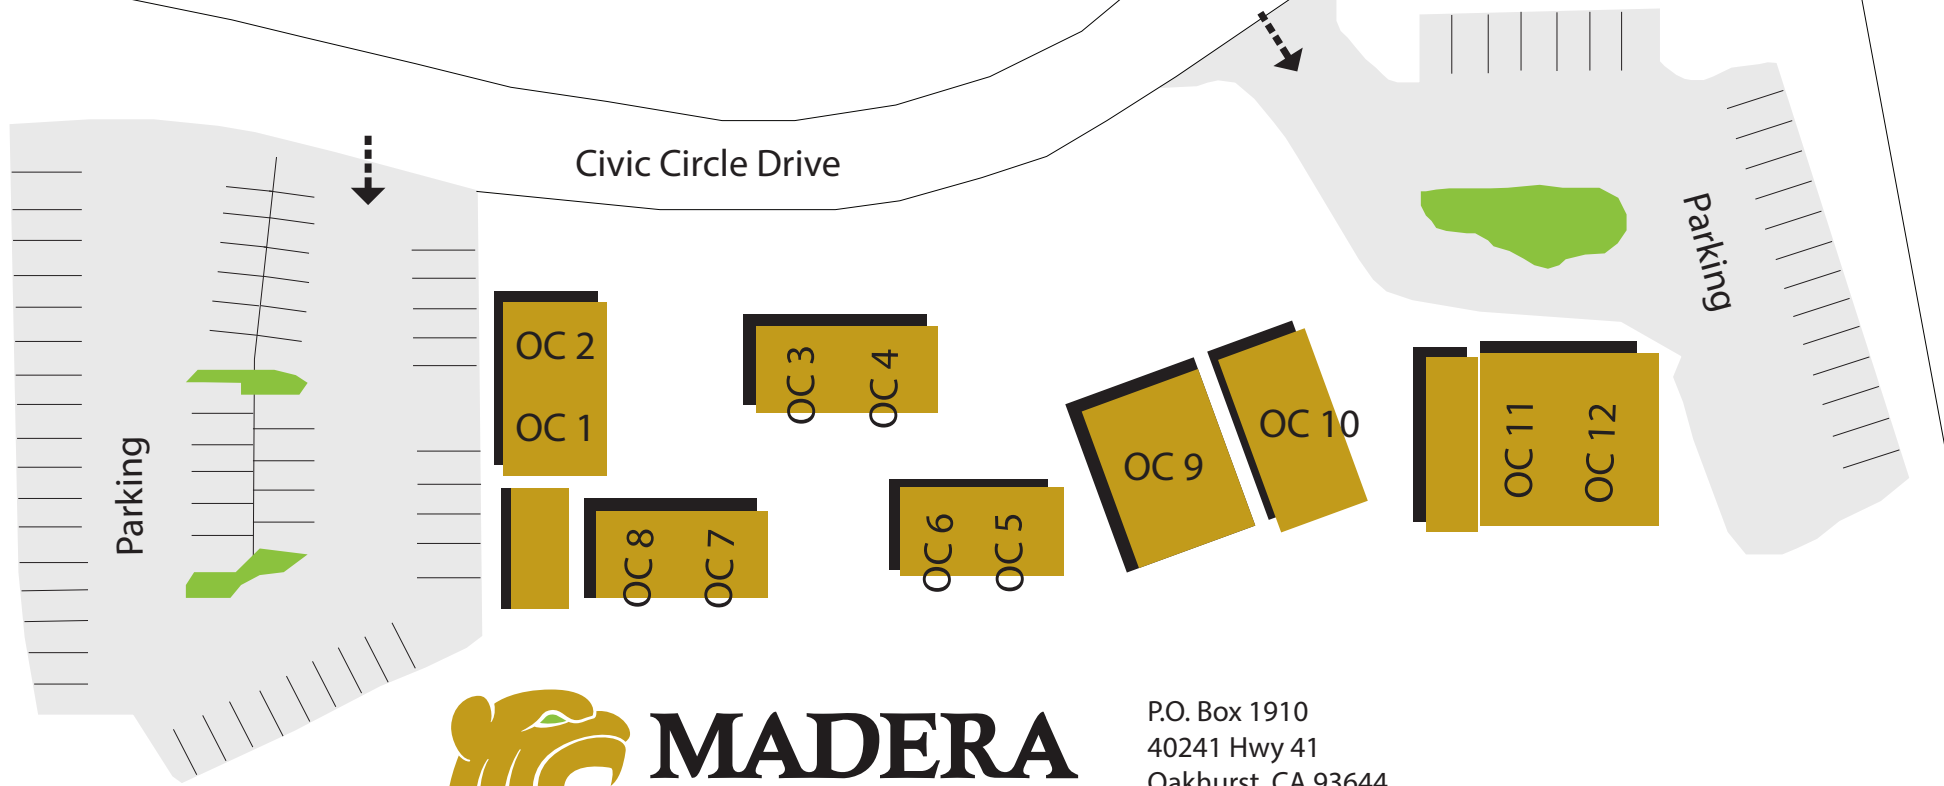 Civic Circle Drive
Parking
OC 2
OC 1
OC 3
OC 4
OC 9
OC 10
OC 11
OC 12
Parking
OC 8
OC 7
OC 6
OC 5
MADERA
P.O. Box 1910
40241 Hwy 41
Oakhurst, CA 93644